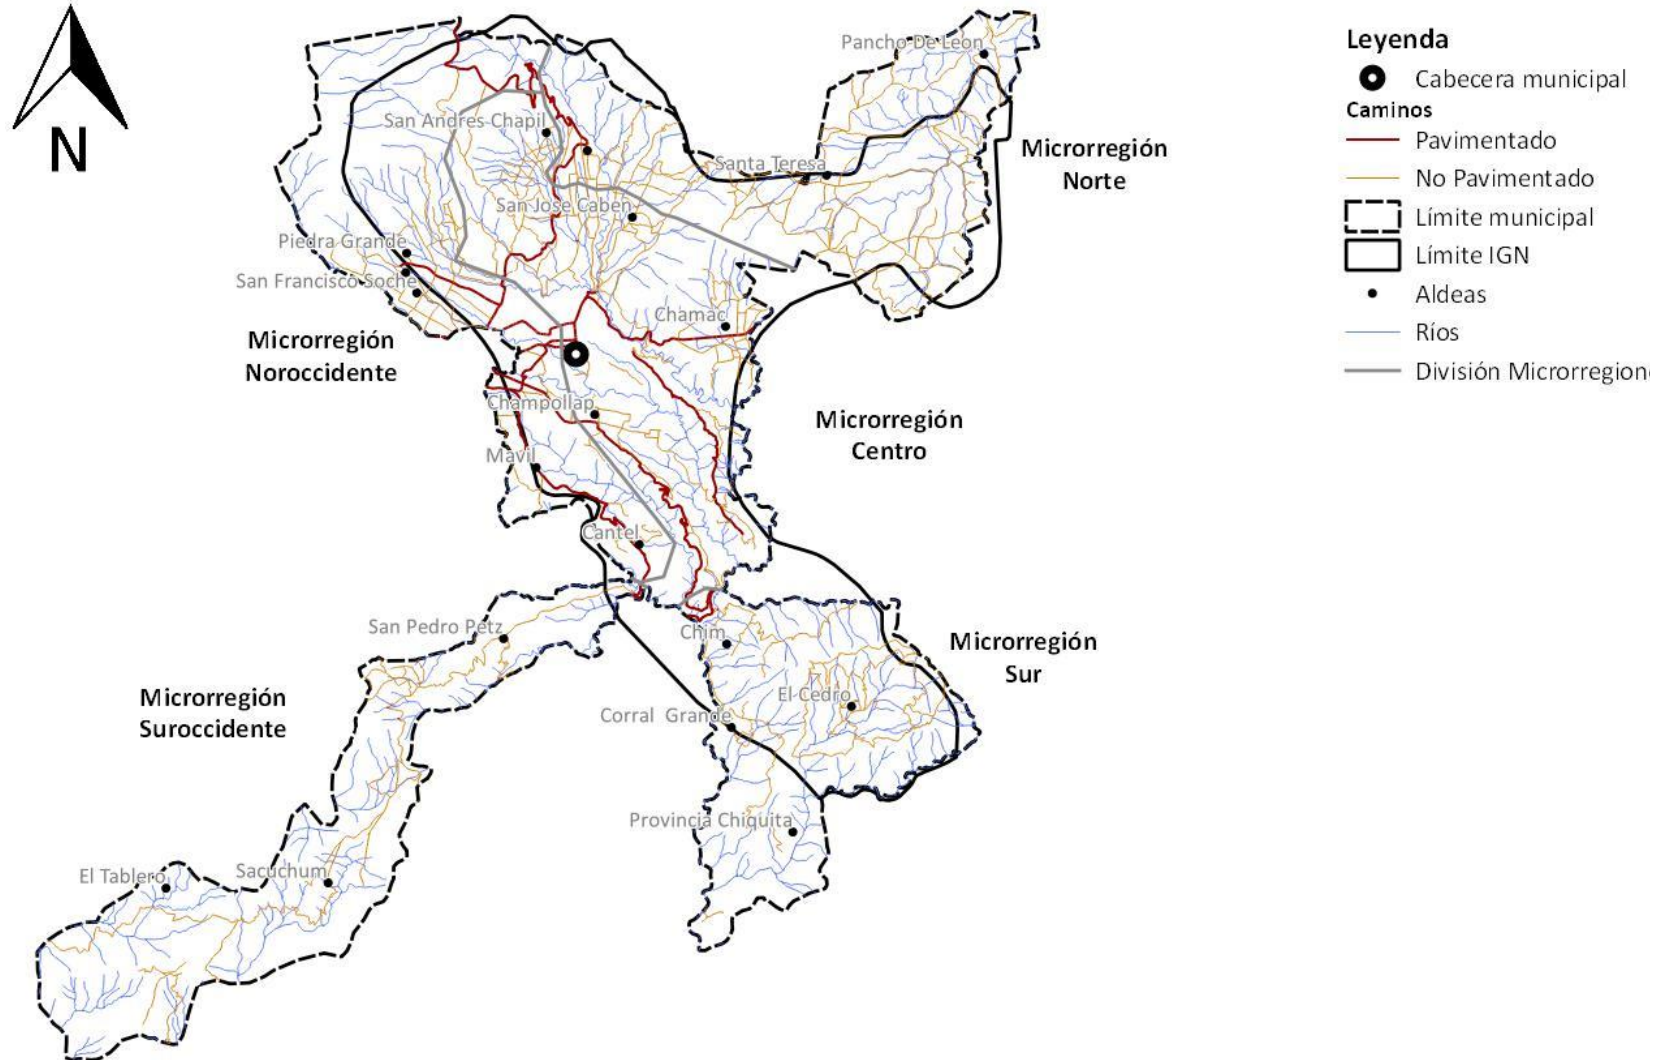 N
Pancho De Leon
San Andres Chapil
Santa Teresa
Microrregión
Norte
San Jose Caben
Piedra Grande
San Francisco Soche
Chamac
Microrregión
Noroccidente
Champollap
Microrregión
Centro
Mavil
Cantel
San Pedro Petz
Chim
Microrregión
Sur
El Cedro
Microrregión
Suroccidente
Corral Grande
Provincia Chiquita
El Tablero
Sacuchum
Leyenda
Cabecera municipal
Caminos
Pavimentado
No Pavimentado
Límite municipal
Límite IGN
Aldeas
Ríos
División Microrregion